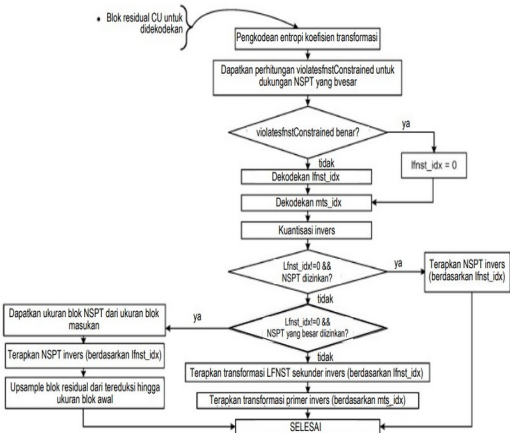 • Blok residual CU untuk
didekodekan
Pengkodean entropi koefisien transformasi
Dapatkan perhitungan violatesfnstConstrained untuk
dukungan NSPT yang bvesar
violatesfnstConstrained benar?
ya
tidak
lfnst_idx = 0
Dekodekan lfnst_idx
Dekodekan mts_idx
Kuantisasi invers
Lfnst_idx!=0 &&
NSPT diizinkan?
ya
Terapkan NSPT invers
(berdasarkan lfnst_idx)
tidak
Lfnst_idx!=0 &&
NSPT yang besar diizinkan?
ya
Dapatkan ukuran blok NSPT dari ukuran blok
masukan
Terapkan NSPT invers (berdasarkan lfnst_idx)
Upsample blok residual dari tereduksi hingga
ukuran blok awal
tidak
Terapkan transformasi LFNST sekunder invers (berdasarkan lfnst_idx)
Terapkan transformasi primer invers (berdasarkan mts_idx)
SELESAI